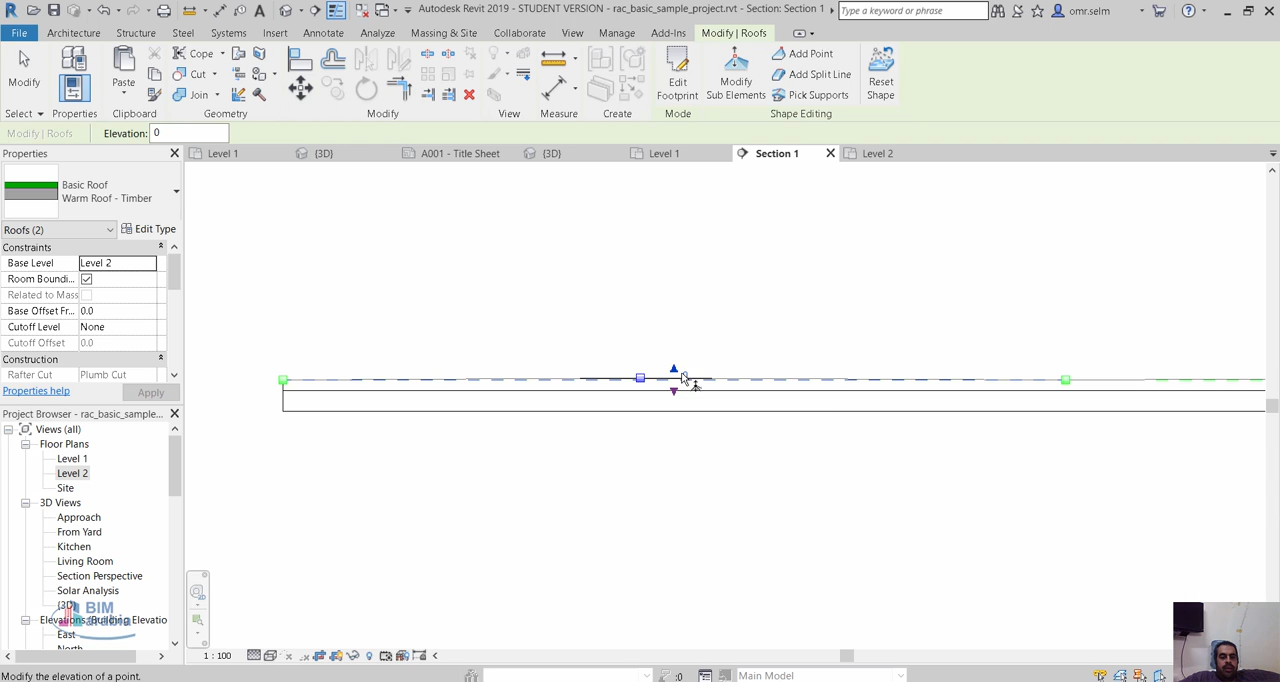 Autodesk Revit 2019 - STUDENT VERSION - rac_basic_sample_project.rvt - Section: Section 1
Type a keyword or phrase
omr.selm
File Architecture Structure Steel Systems Insert Annotate Analyze Massing & Site Collaborate View Manage Add-Ins Modify | Roofs
Modify
Paste
Cope
Cut
Join
Edit
Footprint
Modify
Sub Elements
Add Point
Add Split Line
Pick Supports
Reset
Shape
Select Properties Clipboard Geometry Modify View Measure Create Mode Shape Editing
Modify | Roofs Elevation: 0
Properties
Level 1 {3D} A001 - Title Sheet {3D} Level 1 Section 1 Level 2
Basic Roof
Warm Roof - Timber
Roofs (2) Edit Type
Constraints
Base Level Level 2
Room Boundi...
Related to Mass
Base Offset Fr... 0.0
Cutoff Level None
Cutoff Offset 0.0
Construction
Rafter Cut Plumb Cut
Properties help Apply
Project Browser - rac_basic_sample...
Views (all)
Floor Plans
Level 1
Level 2
Site
3D Views
Approach
From Yard
Kitchen
Living Room
Section Perspective
Solar Analysis
{3D}
BIM
arabia
Elevations (Building Elevatio
East
North
1 : 100
Modify the elevation of a point.
:0
Main Model